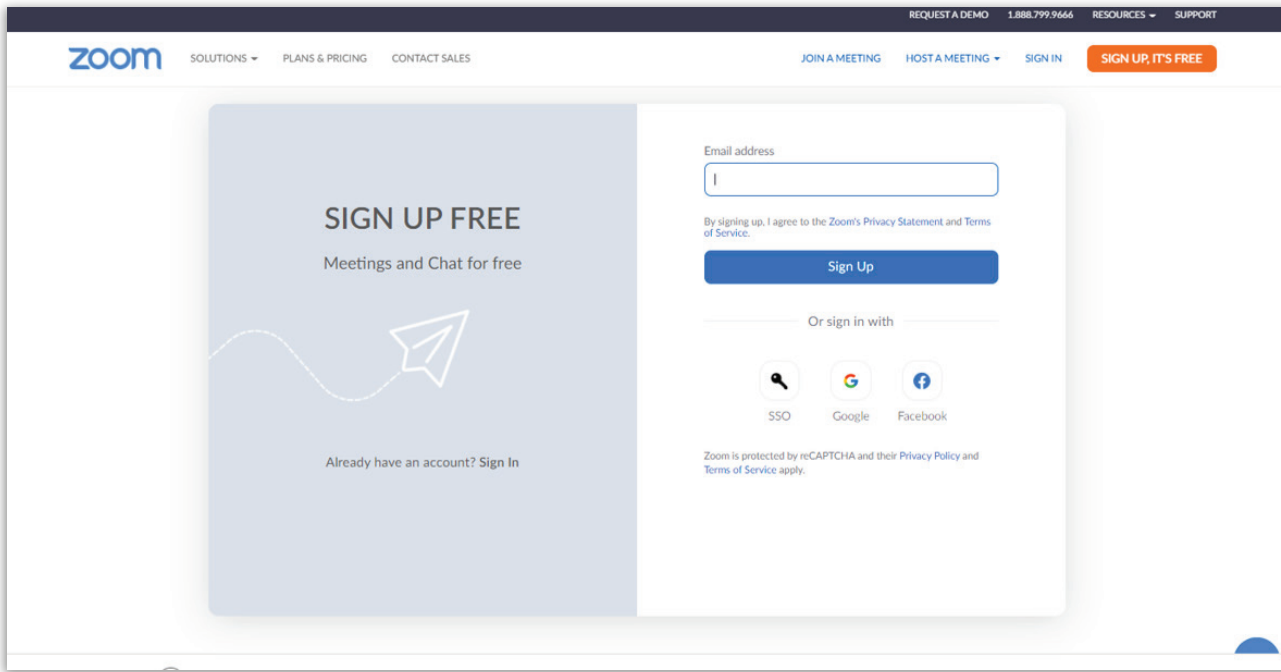 REQUEST A DEMO 1.888.799.9666 RESOURCES SUPPORT
zoom SOLUTIONS PLANS & PRICING CONTACT SALES JOIN A MEETING HOST A MEETING SIGN IN SIGN UP, IT'S FREE
SIGN UP FREE
Meetings and Chat for free
Already have an account? Sign In
Email address
By signing up, I agree to the Zoom's Privacy Statement and Terms
of Service.
Sign Up
Or sign in with
SSO Google Facebook
Zoom is protected by reCAPTCHA and their Privacy Policy and
Terms of Service apply.